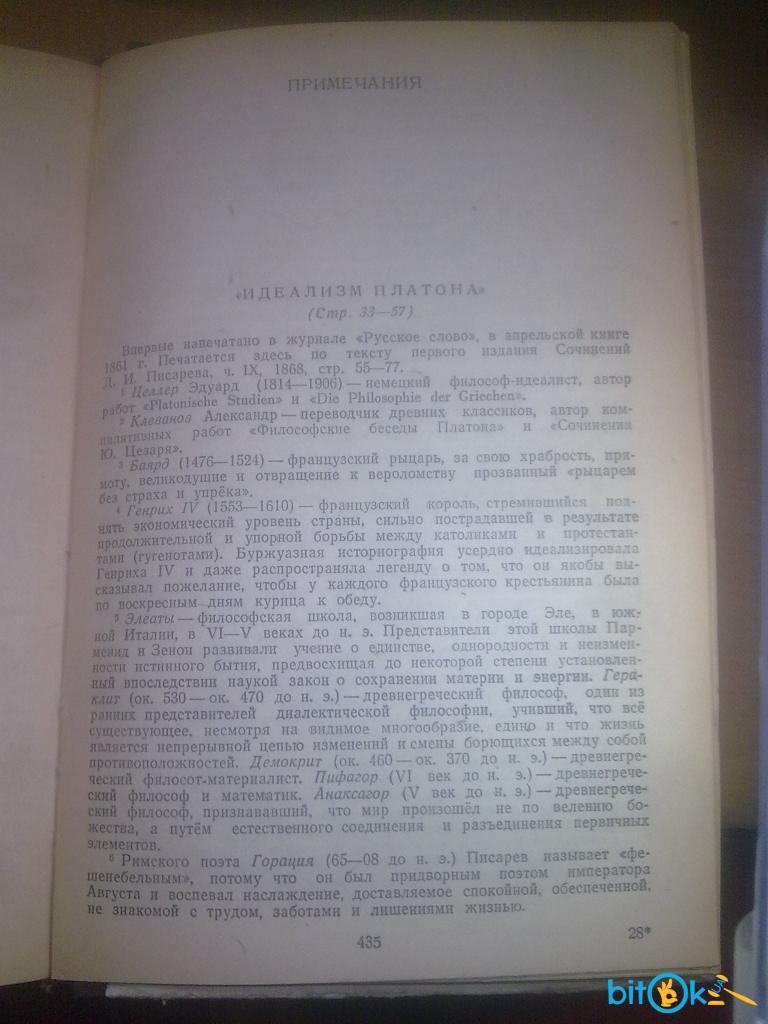 ПРИМЕЧАНИЯ
«ИДЕАЛИЗМ ПЛАТОНА»
(Стр. 33—57)
Впервые напечатано в журнале «Русское слово», в апрельской книге
1861 г. Печатается здесь по тексту первого издания Сочинений
Д. И. Писарева, ч. IX, 1868, стр. 55—77.
1 Целлер Эдуард (1814—1906) — немецкий философ-идеалист, автор
работ «Platonische Studien» и «Die Philosophie der Griechen».
2 Клеванов Александр — переводчик древних классиков, автор ком-
пилятивных работ «Философские беседы Платона» и «Сочинения
Ю. Цезаря».
3 Баярд (1476—1524) — французский рыцарь, за свою храбрость, пря-
моту, великодушие и отвращение к вероломству прозванный «рыцарем
без страха и упрёка».
4 Генрих IV (1553—1610) — французский король, стремившийся под-
нять экономический уровень страны, сильно пострадавшей в результате
продолжительной и упорной борьбы между католиками и протестан-
тами (гугенотами). Буржуазная историография усердно идеализировала
Генриха IV и даже распространяла легенду о том, что он якобы вы-
сказывал пожелание, чтобы у каждого французского крестьянина была
по воскресным дням курица к обеду.
5 Элеаты — философская школа, возникшая в городе Эле, в юж-
ной Италии, в VI—V веках до н. э. Представители этой школы Пар-
менид и Зенон развивали учение о единстве, однородности и неизмен-
ности истинного бытия, предвосхищая до некоторой степени установлен-
ный впоследствии наукой закон о сохранении материи и энергии. Гера-
клит (ок. 530 — ок. 470 до н. э.) — древнегреческий философ, один из
ранних представителей диалектической философии, учивший, что всё
существующее, несмотря на видимое многообразие, едино и что жизнь
является непрерывной цепью изменений и смены борющихся между собой
противоположностей. Демокрит (ок. 460 — ок. 370 до н. э.) — древнегре-
ческий философ-материалист. Пифагор (VI век до н. э.) — древнегрече-
ский философ и математик. Анаксагор (V век до н. э.) — древнегрече-
ский философ, признававший, что мир произошёл не по велению бо-
жества, а путём естественного соединения и разъединения первичных
элементов.
6 Римского поэта Горация (65—08 до н. э.) Писарев называет «фе-
шенебельным», потому что он был придворным поэтом императора
Августа и воспевал наслаждение, доставляемое спокойной, обеспеченной,
не знакомой с трудом, заботами и лишениями жизнью.
435
28*
bitOk UA